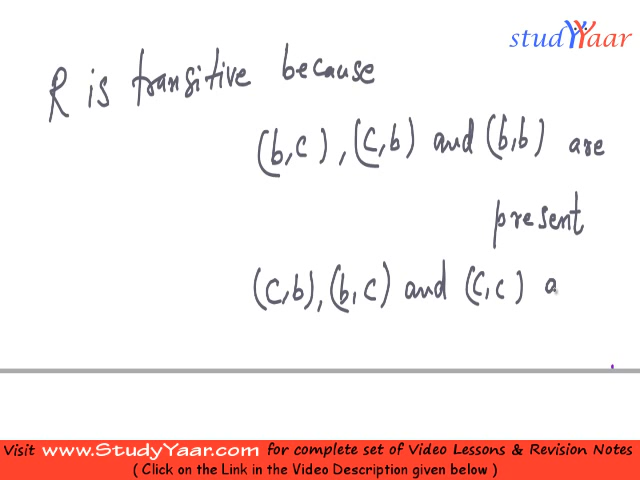 studYYaar
R is transitive because
(b,c), (C,b) and (b,b) are
present
(C,b), (b,c) and (C,c) a
Visit www.StudyYaar.com for complete set of Video Lessons & Revision Notes
( Click on the Link in the Video Description given below )